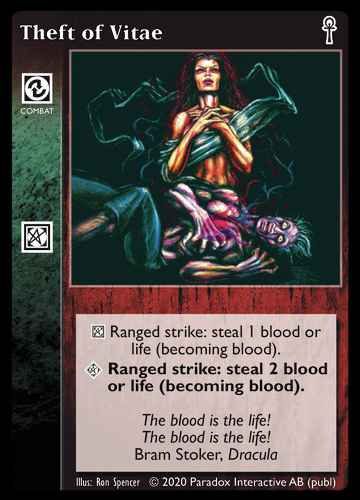 Theft of Vitae
COMBAT
Ranged strike: steal 1 blood or
life (becoming blood).
Ranged strike: steal 2 blood
or life (becoming blood).
The blood is the life!
The blood is the life!
Bram Stoker, Dracula
Illus: Ron Spencer © 2020 Paradox Interactive AB (publ)